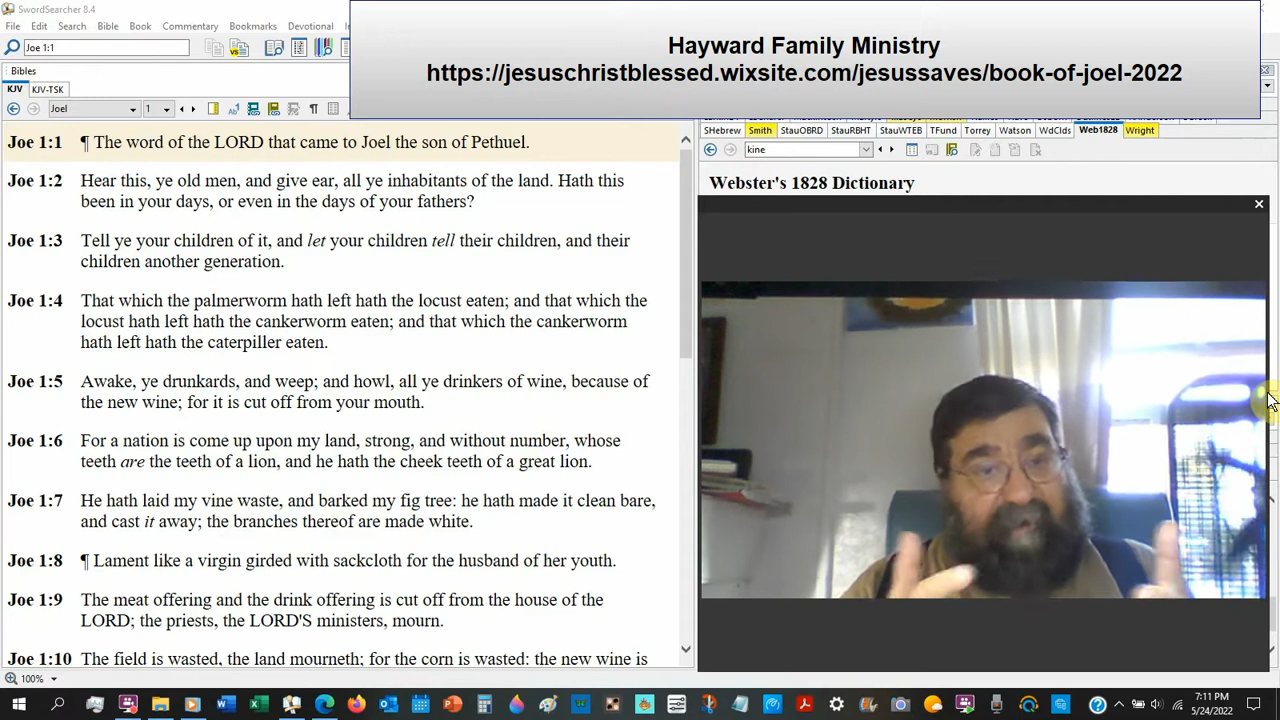 SwordSearcher 8.4
File Edit Search Bible Book Commentary Bookmarks Devotional
Hayward Family Ministry
https://jesuschristblessed.wixsite.com/jesussaves/book-of-joel-2022
Joe 1:1
Bibles
KJV KJV-TSK
Joel 1
SHebrew Smith StauOBRD StauRBHT StauWTEB TFund Torrey Watson WdClds Web1828 Wright
kine
Webster's 1828 Dictionary
Joe 1:1 ¶ The word of the LORD that came to Joel the son of Pethuel.
Joe 1:2 Hear this, ye old men, and give ear, all ye inhabitants of the land. Hath this
been in your days, or even in the days of your fathers?
Joe 1:3 Tell ye your children of it, and let your children tell their children, and their
children another generation.
Joe 1:4 That which the palmerworm hath left hath the locust eaten; and that which the
locust hath left hath the cankerworm eaten; and that which the cankerworm
hath left hath the caterpiller eaten.
Joe 1:5 Awake, ye drunkards, and weep; and howl, all ye drinkers of wine, because of
the new wine; for it is cut off from your mouth.
Joe 1:6 For a nation is come up upon my land, strong, and without number, whose
teeth are the teeth of a lion, and he hath the cheek teeth of a great lion.
Joe 1:7 He hath laid my vine waste, and barked my fig tree: he hath made it clean bare,
and cast it away; the branches thereof are made white.
Joe 1:8 ¶ Lament like a virgin girded with sackcloth for the husband of her youth.
Joe 1:9 The meat offering and the drink offering is cut off from the house of the
LORD; the priests, the LORD'S ministers, mourn.
Joe 1:10 The field is wasted, the land mourneth; for the corn is wasted: the new wine is
100%
7:11 PM
5/24/2022